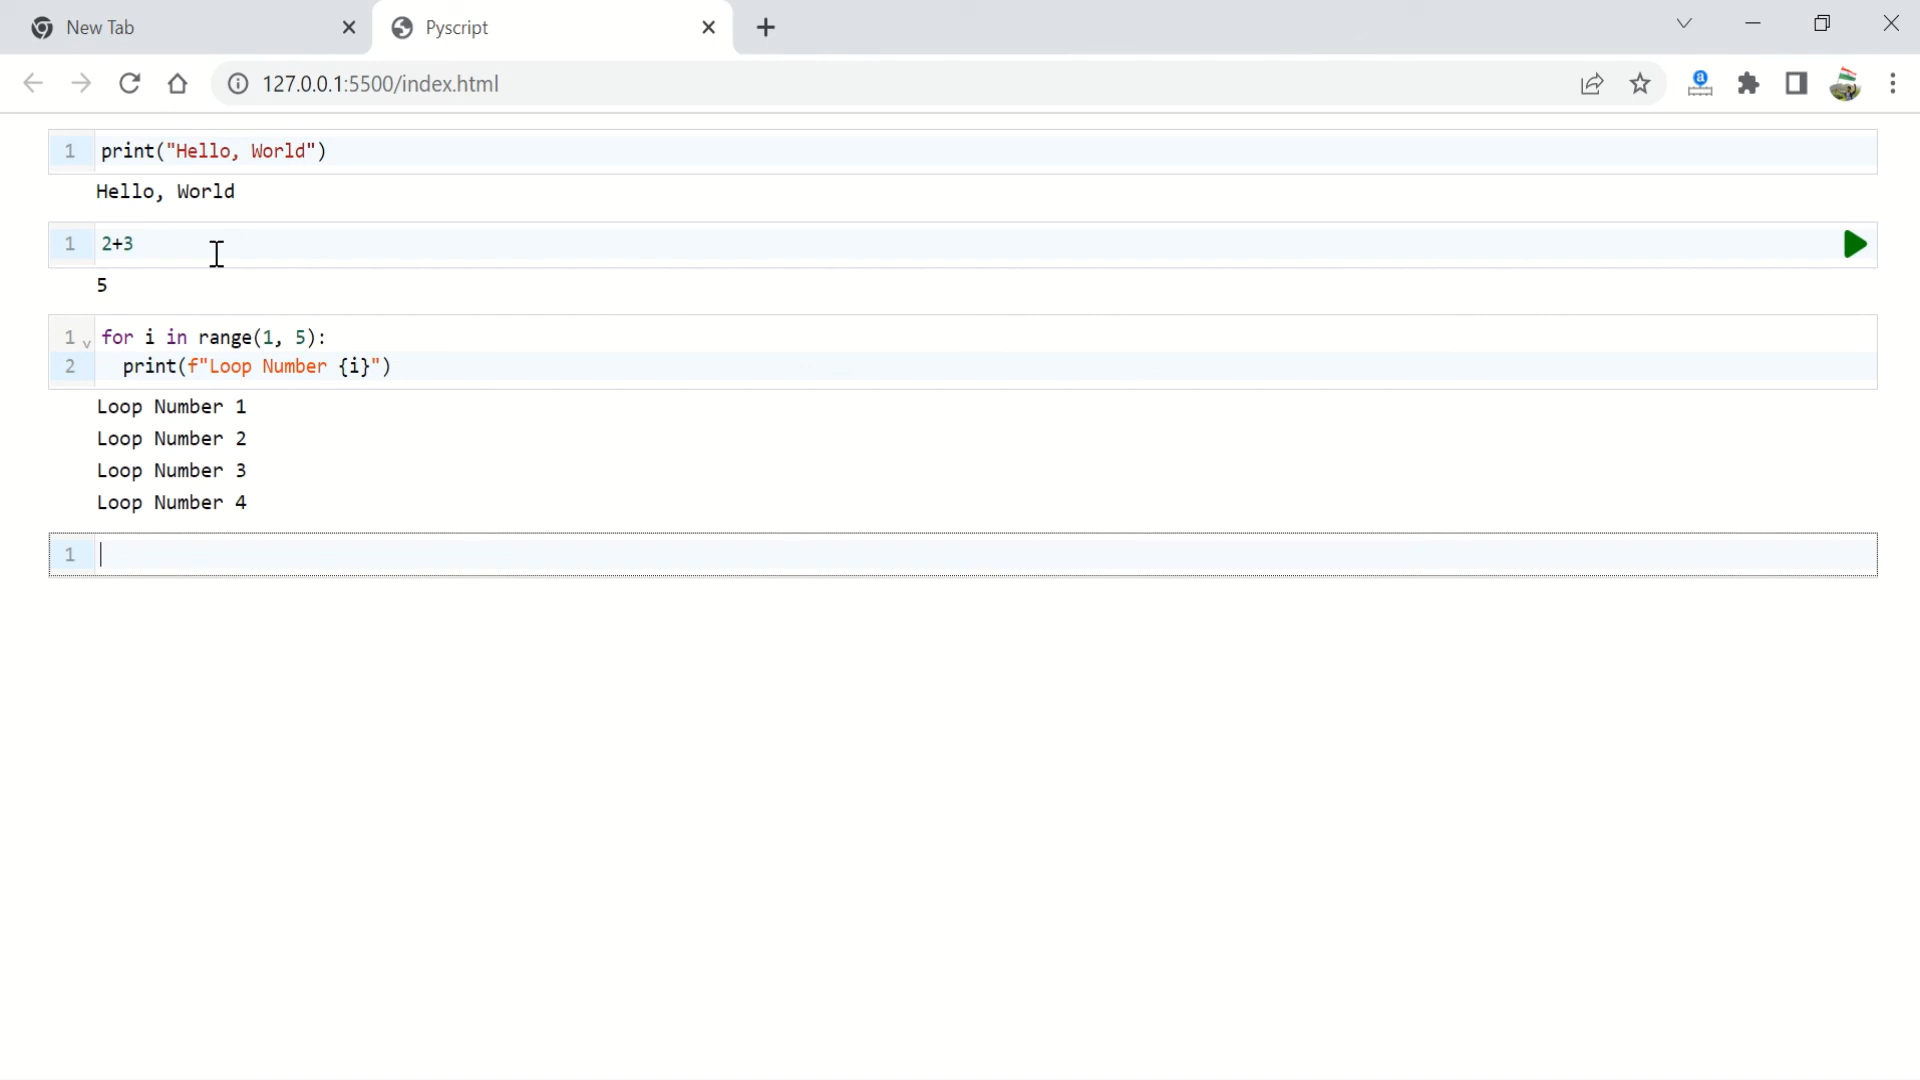 New Tab
Pyscript
127.0.0.1:5500/index.html
1 print("Hello, World")
Hello, World
1 2+3
5
1 for i in range(1, 5):
2 print(f"Loop Number {i}")
Loop Number 1
Loop Number 2
Loop Number 3
Loop Number 4
1